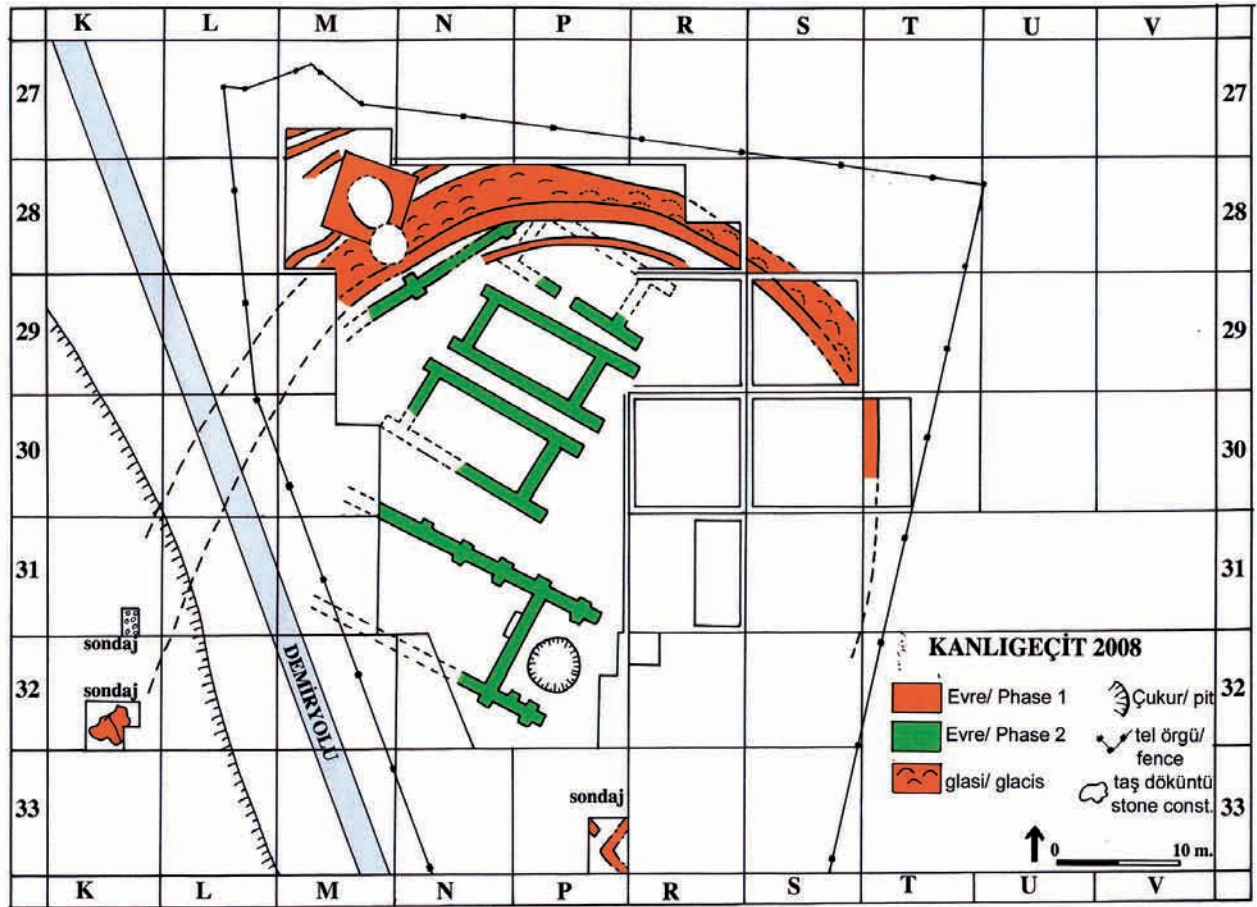 K L M N P R S T U V
27 27
28 28
29 29
30 30
31 31
sondaj
KANLIGEÇİT 2008
32 32
sondaj
DEMİRYOLU
Evre/ Phase 1
Çukur/ pit
Evre/ Phase 2
tel örgü/
fence
glasi/ glacis
taş döküntü
stone const.
33 33
sondaj
0 10 m.
K L M N P R S T U V